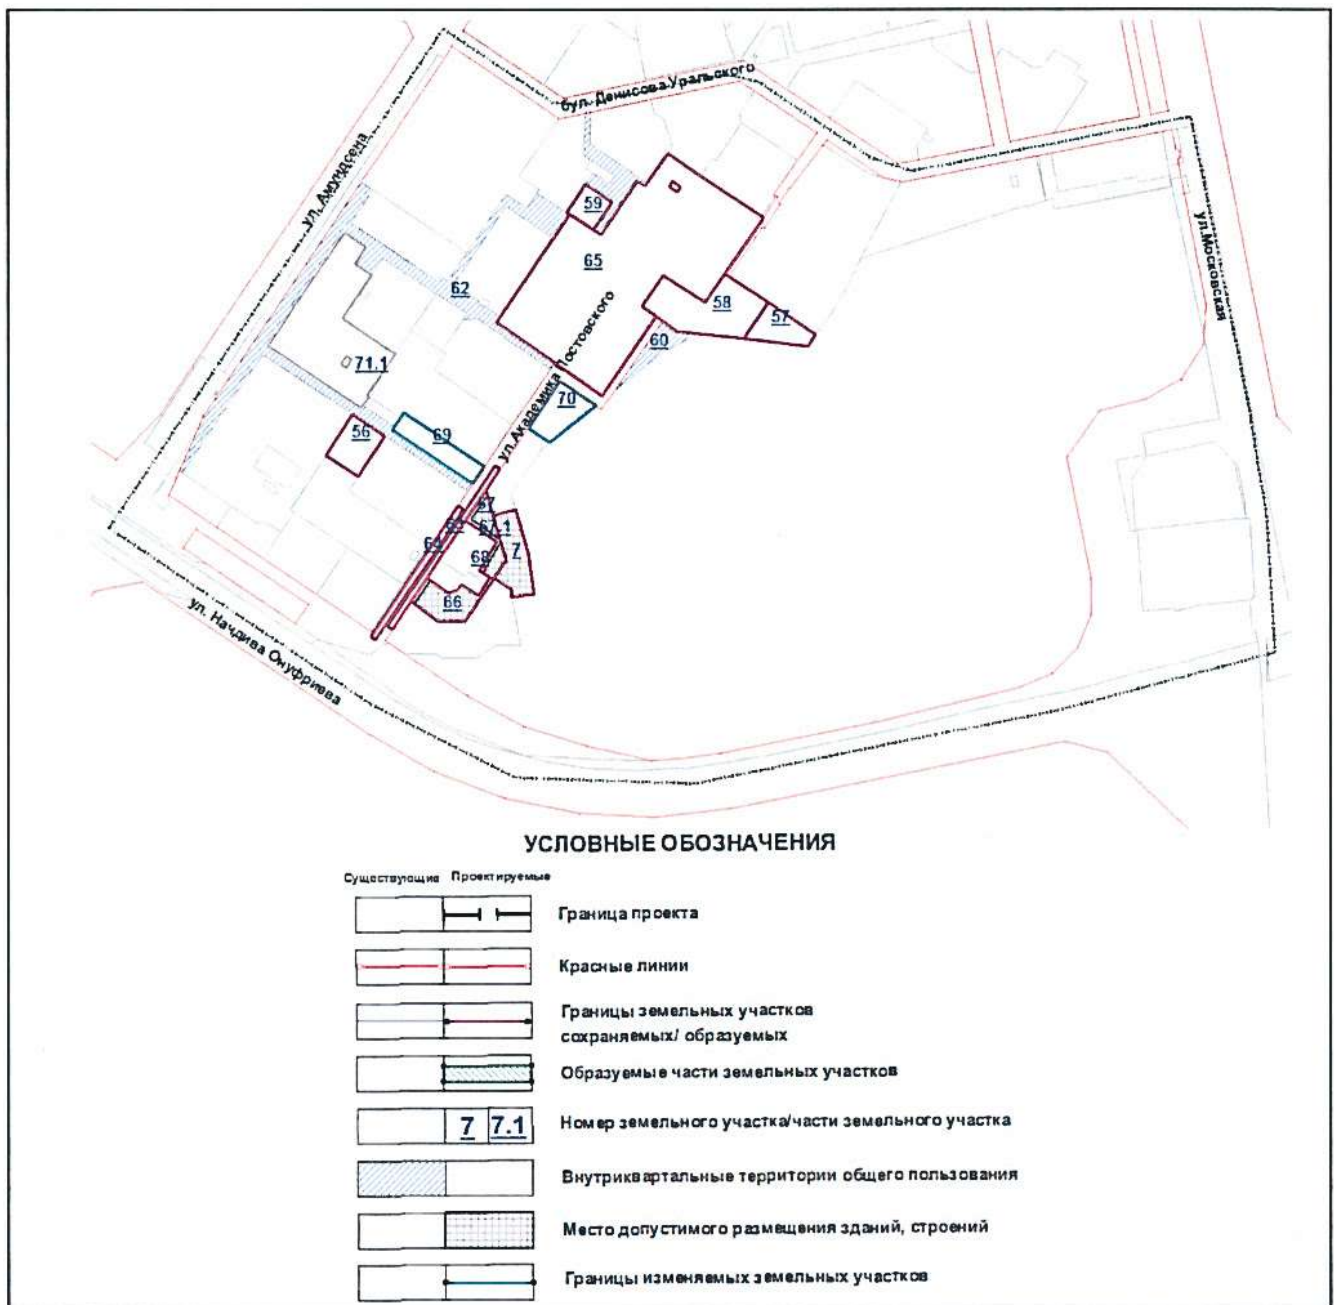 бул. Денисова-Уральского
ул. Амундсена
ул.Московская
59
65
62
58
57
60
ул.Академика Постовского
71.1
70
56
69
67
63
67.1
64
68
7
66
ул. Начдива Онуфриева
УСЛОВНЫЕ ОБОЗНАЧЕНИЯ
Существующие Проектируемые
Граница проекта
Красные линии
Границы земельных участков
сохраняемых/ образуемых
Образуемые части земельных участков
7 7.1 Номер земельного участка/части земельного участка
Внутриквартальные территории общего пользования
Место допустимого размещения зданий, строений
Границы изменяемых земельных участков